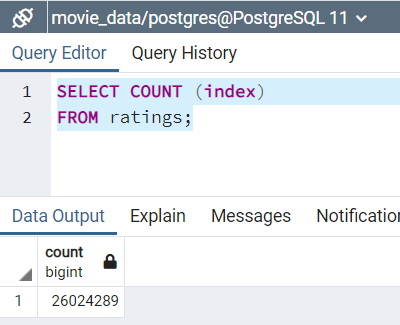 movie_data/postgres@PostgreSQL 11
Query Editor Query History
1 SELECT COUNT (index)
2 FROM ratings;
Data Output Explain Messages Notificatio
count
bigint
1 26024289